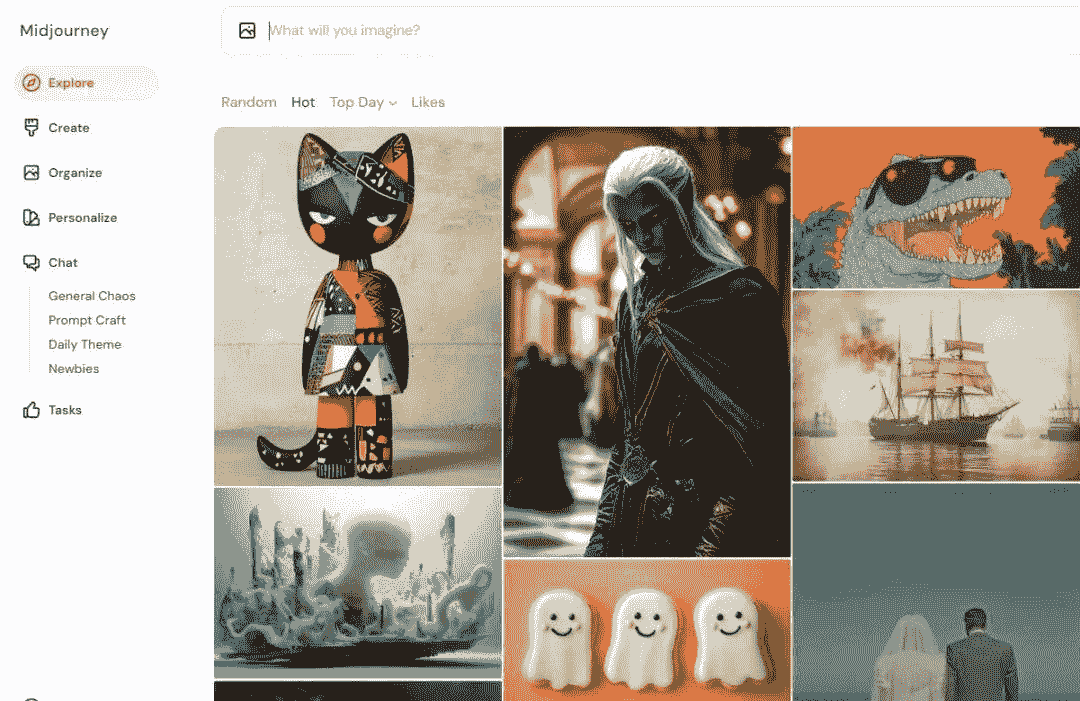 Midjourney
What will you imagine?
Explore
Create
Organize
Personalize
Chat
General Chaos
Prompt Craft
Daily Theme
Newbies
Tasks
Random Hot Top Day Likes